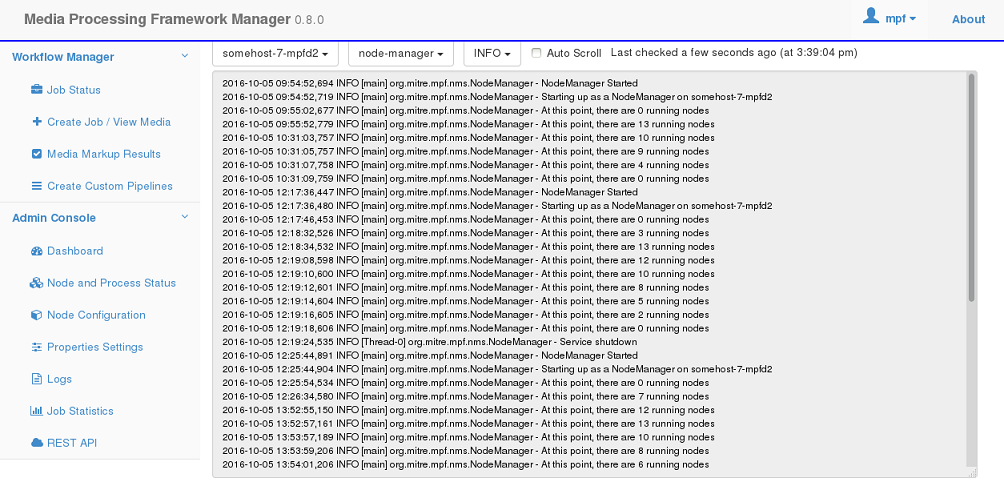 Media Processing Framework Manager 0.8.0
mpf
About
Workflow Manager
Job Status
Create Job / View Media
Media Markup Results
Create Custom Pipelines
Admin Console
Dashboard
Node and Process Status
Node Configuration
Properties Settings
Logs
Job Statistics
REST API
somehost-7-mpfd2 node-manager INFO Auto Scroll Last checked a few seconds ago (at 3:39:04 pm)
2016-10-05 09:54:52,694 INFO [main] org.mitre.mpf.nms.NodeManager - NodeManager Started
2016-10-05 09:54:52,719 INFO [main] org.mitre.mpf.nms.NodeManager - Starting up as a NodeManager on somehost-7-mpfd2
2016-10-05 09:55:02,677 INFO [main] org.mitre.mpf.nms.NodeManager - At this point, there are 0 running nodes
2016-10-05 09:55:52,779 INFO [main] org.mitre.mpf.nms.NodeManager - At this point, there are 13 running nodes
2016-10-05 10:31:03,757 INFO [main] org.mitre.mpf.nms.NodeManager - At this point, there are 10 running nodes
2016-10-05 10:31:05,757 INFO [main] org.mitre.mpf.nms.NodeManager - At this point, there are 9 running nodes
2016-10-05 10:31:07,758 INFO [main] org.mitre.mpf.nms.NodeManager - At this point, there are 4 running nodes
2016-10-05 10:31:09,759 INFO [main] org.mitre.mpf.nms.NodeManager - At this point, there are 0 running nodes
2016-10-05 12:17:36,447 INFO [main] org.mitre.mpf.nms.NodeManager - NodeManager Started
2016-10-05 12:17:36,480 INFO [main] org.mitre.mpf.nms.NodeManager - Starting up as a NodeManager on somehost-7-mpfd2
2016-10-05 12:17:46,453 INFO [main] org.mitre.mpf.nms.NodeManager - At this point, there are 0 running nodes
2016-10-05 12:18:32,526 INFO [main] org.mitre.mpf.nms.NodeManager - At this point, there are 3 running nodes
2016-10-05 12:18:34,532 INFO [main] org.mitre.mpf.nms.NodeManager - At this point, there are 13 running nodes
2016-10-05 12:19:08,598 INFO [main] org.mitre.mpf.nms.NodeManager - At this point, there are 12 running nodes
2016-10-05 12:19:10,600 INFO [main] org.mitre.mpf.nms.NodeManager - At this point, there are 10 running nodes
2016-10-05 12:19:12,601 INFO [main] org.mitre.mpf.nms.NodeManager - At this point, there are 8 running nodes
2016-10-05 12:19:14,604 INFO [main] org.mitre.mpf.nms.NodeManager - At this point, there are 5 running nodes
2016-10-05 12:19:16,605 INFO [main] org.mitre.mpf.nms.NodeManager - At this point, there are 2 running nodes
2016-10-05 12:19:18,606 INFO [main] org.mitre.mpf.nms.NodeManager - At this point, there are 0 running nodes
2016-10-05 12:19:24,535 INFO [Thread-0] org.mitre.mpf.nms.NodeManager - Service shutdown
2016-10-05 12:25:44,891 INFO [main] org.mitre.mpf.nms.NodeManager - NodeManager Started
2016-10-05 12:25:44,904 INFO [main] org.mitre.mpf.nms.NodeManager - Starting up as a NodeManager on somehost-7-mpfd2
2016-10-05 12:25:54,534 INFO [main] org.mitre.mpf.nms.NodeManager - At this point, there are 0 running nodes
2016-10-05 12:26:34,580 INFO [main] org.mitre.mpf.nms.NodeManager - At this point, there are 7 running nodes
2016-10-05 13:52:55,150 INFO [main] org.mitre.mpf.nms.NodeManager - At this point, there are 12 running nodes
2016-10-05 13:52:57,161 INFO [main] org.mitre.mpf.nms.NodeManager - At this point, there are 13 running nodes
2016-10-05 13:53:57,189 INFO [main] org.mitre.mpf.nms.NodeManager - At this point, there are 10 running nodes
2016-10-05 13:53:59,206 INFO [main] org.mitre.mpf.nms.NodeManager - At this point, there are 8 running nodes
2016-10-05 13:54:01,206 INFO [main] org.mitre.mpf.nms.NodeManager - At this point, there are 6 running nodes